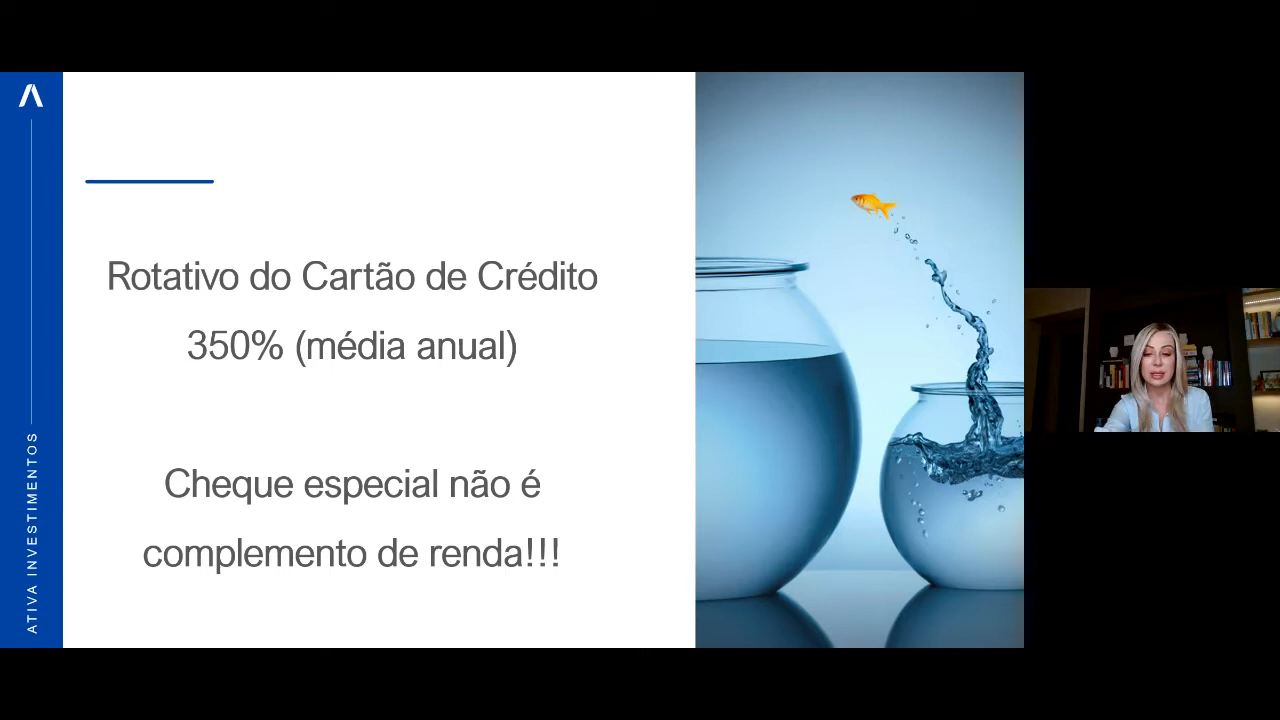 ATIVA INVESTIMENTOS
Rotativo do Cartão de Crédito
350% (média anual)
Cheque especial não é
complemento de renda!!!